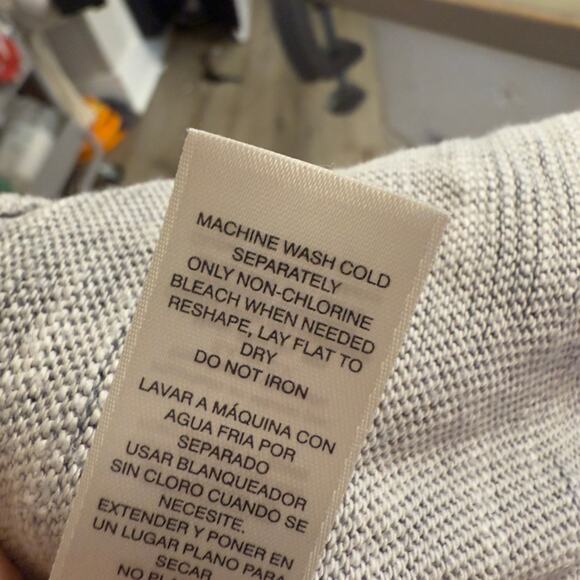 MACHINE WASH COLD
SEPARATELY
ONLY NON-CHLORINE
BLEACH WHEN NEEDED
RESHAPE, LAY FLAT TO
DRY
DO NOT IRON
LAVAR A MÁQUINA CON
AGUA FRIA POR
SEPARADO
USAR BLANQUEADOR
SIN CLORO CUANDO SE
NECESITE.
EXTENDER Y PONER EN
UN LUGAR PLANO PARA
SECAR
NO